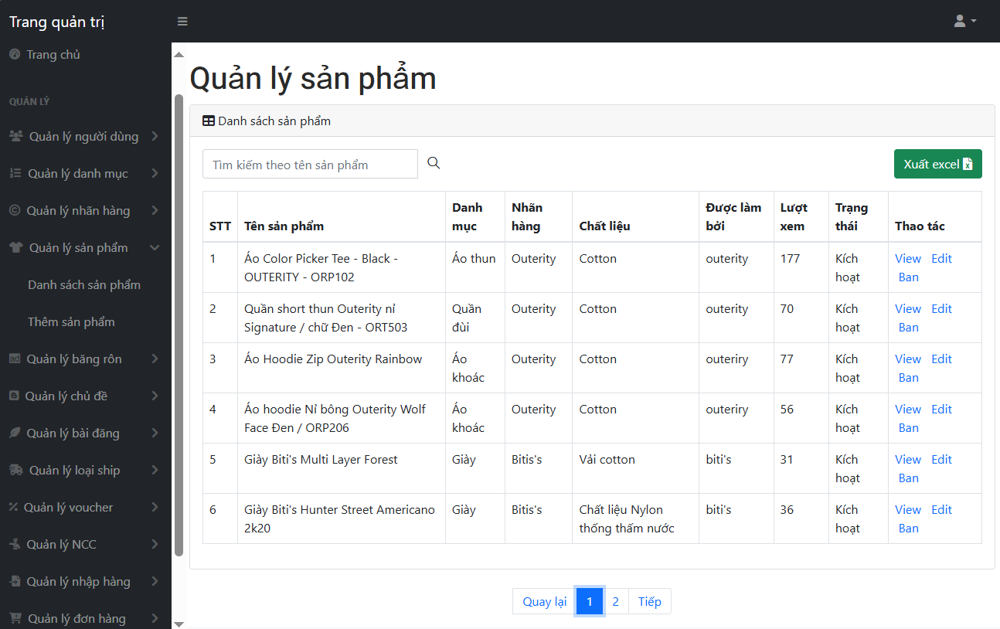 Trang quản trị
Trang chủ
QUẢN LÝ
Quản lý người dùng
Quản lý danh mục
Quản lý nhãn hàng
Quản lý sản phẩm
Danh sách sản phẩm
Thêm sản phẩm
Quản lý băng rôn
Quản lý chủ đề
Quản lý bài đăng
Quản lý loại ship
Quản lý voucher
Quản lý NCC
Quản lý nhập hàng
Quản lý đơn hàng
Quản lý sản phẩm
Danh sách sản phẩm
Tìm kiếm theo tên sản phẩm
Xuất excel
STT Tên sản phẩm Danh mục Nhãn hàng Chất liệu Được làm bởi Lượt xem Trạng thái Thao tác
1 Áo Color Picker Tee - Black - OUTERITY - ORP102 Áo thun Outerity Cotton outerity 177 Kích hoạt View Edit Ban
2 Quần short thun Outerity nỉ Signature / chữ Đen - ORT503 Quần đùi Outerity Cotton outerity 70 Kích hoạt View Edit Ban
3 Áo Hoodie Zip Outerity Rainbow Áo khoác Outerity Cotton outeriry 77 Kích hoạt View Edit Ban
4 Áo hoodie Nỉ bông Outerity Wolf Face Đen / ORP206 Áo khoác Outerity Cotton outeriry 56 Kích hoạt View Edit Ban
5 Giày Biti's Multi Layer Forest Giày Bitis's Vải cotton biti's 31 Kích hoạt View Edit Ban
6 Giày Biti's Hunter Street Americano 2k20 Giày Bitis's Chất liệu Nylon thống thấm nước biti's 36 Kích hoạt View Edit Ban
Quay lại 1 2 Tiếp